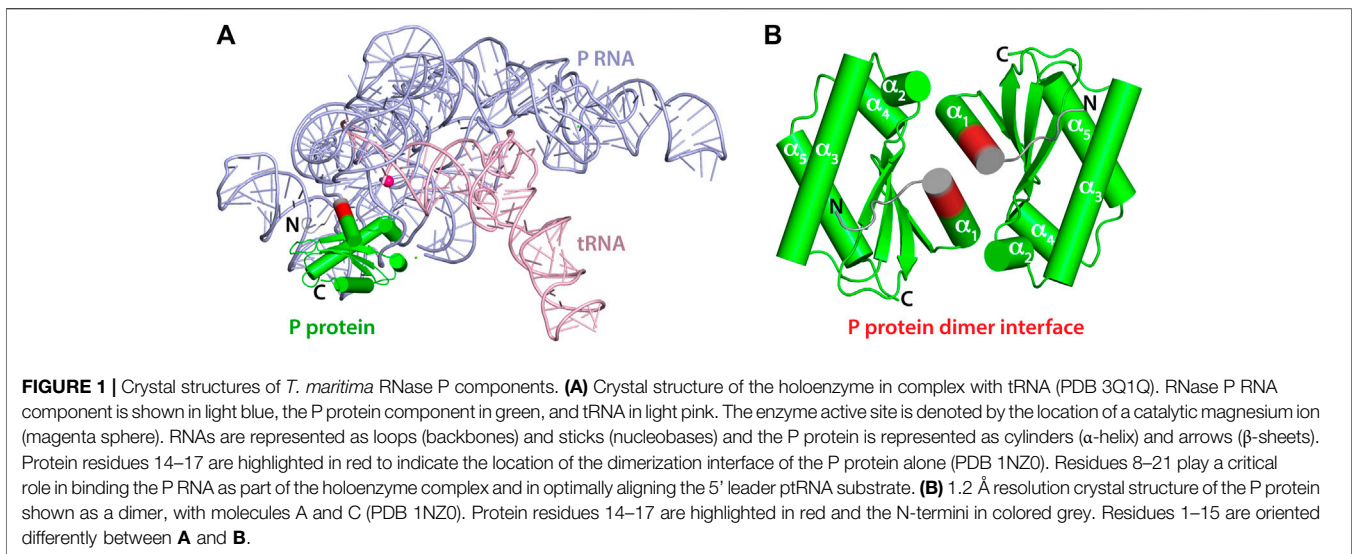 A
P RNA
N
tRNA
C
P protein
B
C
α2
α4
α1
N
α5
α5
α3
α3
N
α1
α4
α2
C
P protein dimer interface
FIGURE 1 | Crystal structures of T. maritima RNase P components. (A) Crystal structure of the holoenzyme in complex with tRNA (PDB 3Q1Q). RNase P RNA
component is shown in light blue, the P protein component in green, and tRNA in light pink. The enzyme active site is denoted by the location of a catalytic magnesium ion
(magenta sphere). RNAs are represented as loops (backbones) and sticks (nucleobases) and the P protein is represented as cylinders (α-helix) and arrows (β-sheets).
Protein residues 14–17 are highlighted in red to indicate the location of the dimerization interface of the P protein alone (PDB 1NZ0). Residues 8–21 play a critical
role in binding the P RNA as part of the holoenzyme complex and in optimally aligning the 5' leader ptRNA substrate. (B) 1.2 Å resolution crystal structure of the P protein
shown as a dimer, with molecules A and C (PDB 1NZ0). Protein residues 14–17 are highlighted in red and the N-termini in colored grey. Residues 1–15 are oriented
differently between A and B.